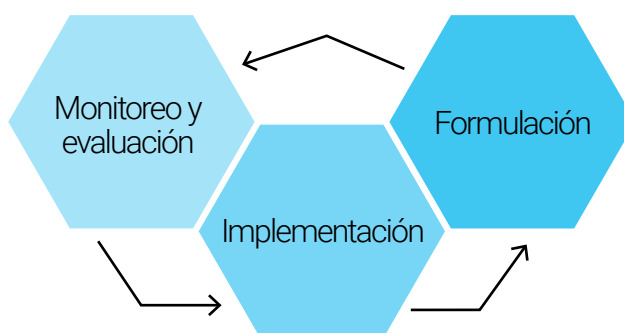 Monitoreo y
evaluación
Formulación
Implementación